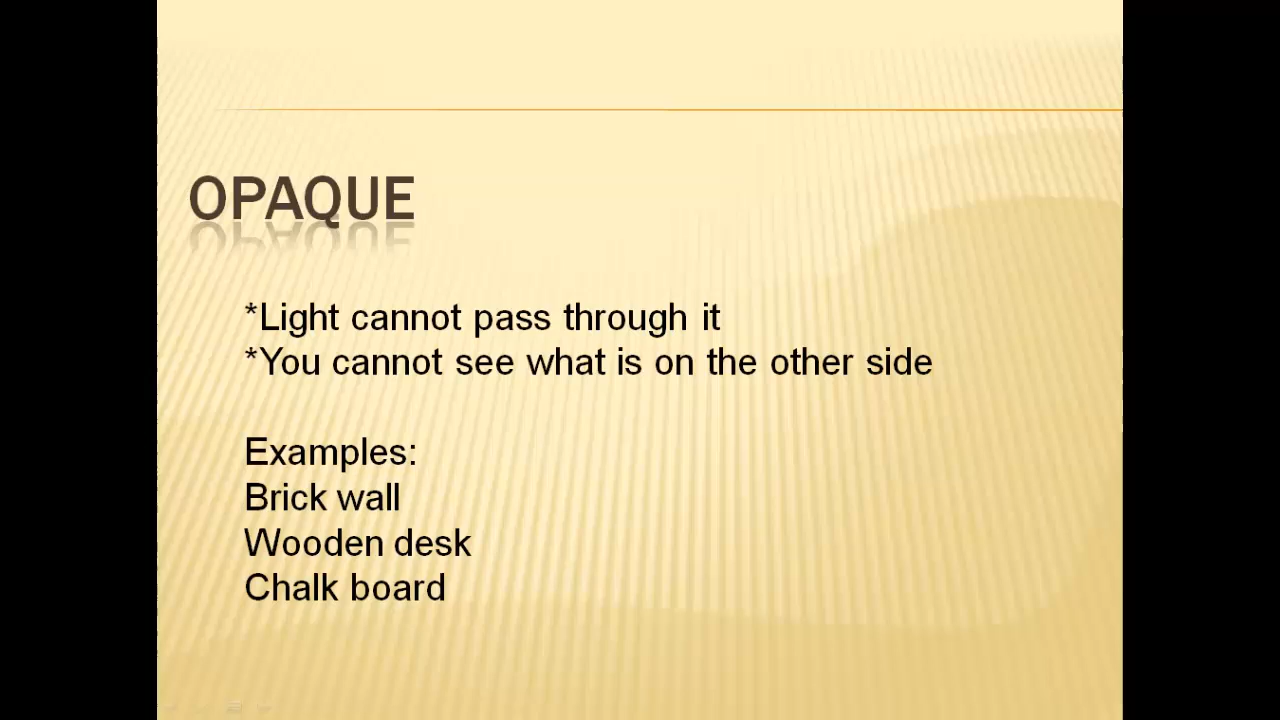 OPAQUE
*Light cannot pass through it
*You cannot see what is on the other side
Examples:
Brick wall
Wooden desk
Chalk board